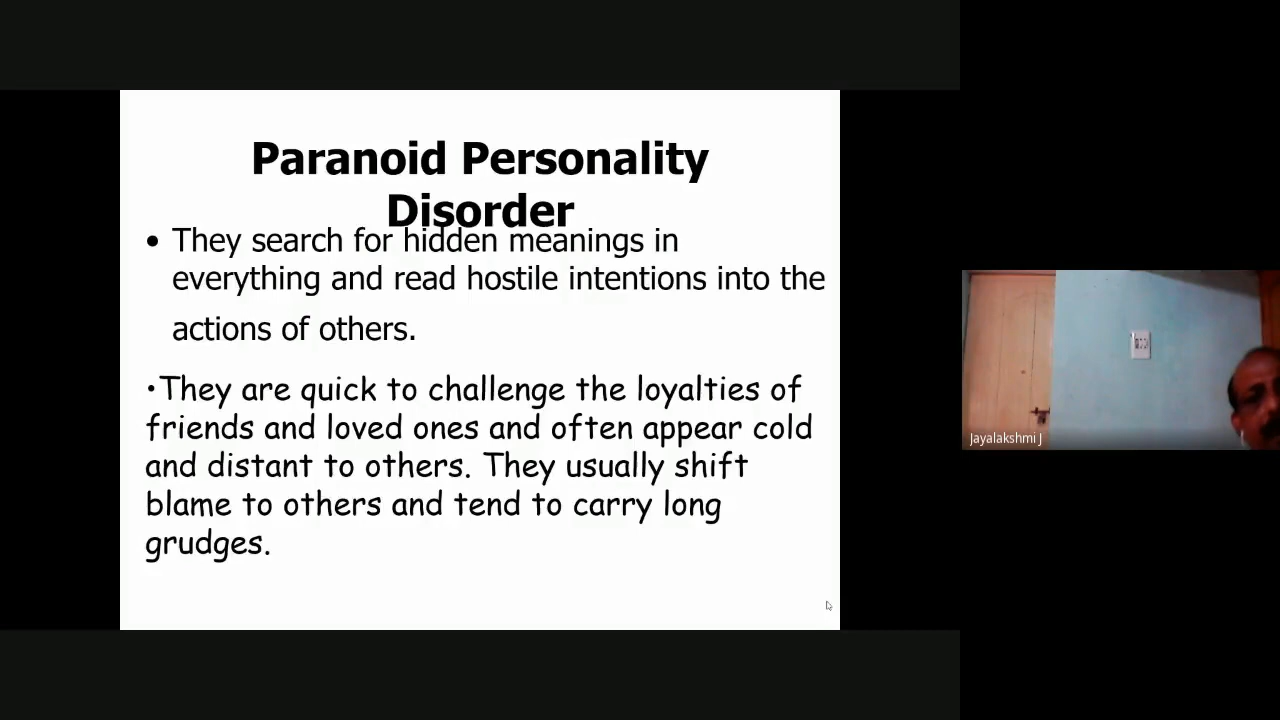 Paranoid Personality
Disorder
• They search for hidden meanings in
everything and read hostile intentions into the
actions of others.
•They are quick to challenge the loyalties of
friends and loved ones and often appear cold
and distant to others. They usually shift
blame to others and tend to carry long
grudges.
Jayalakshmi J